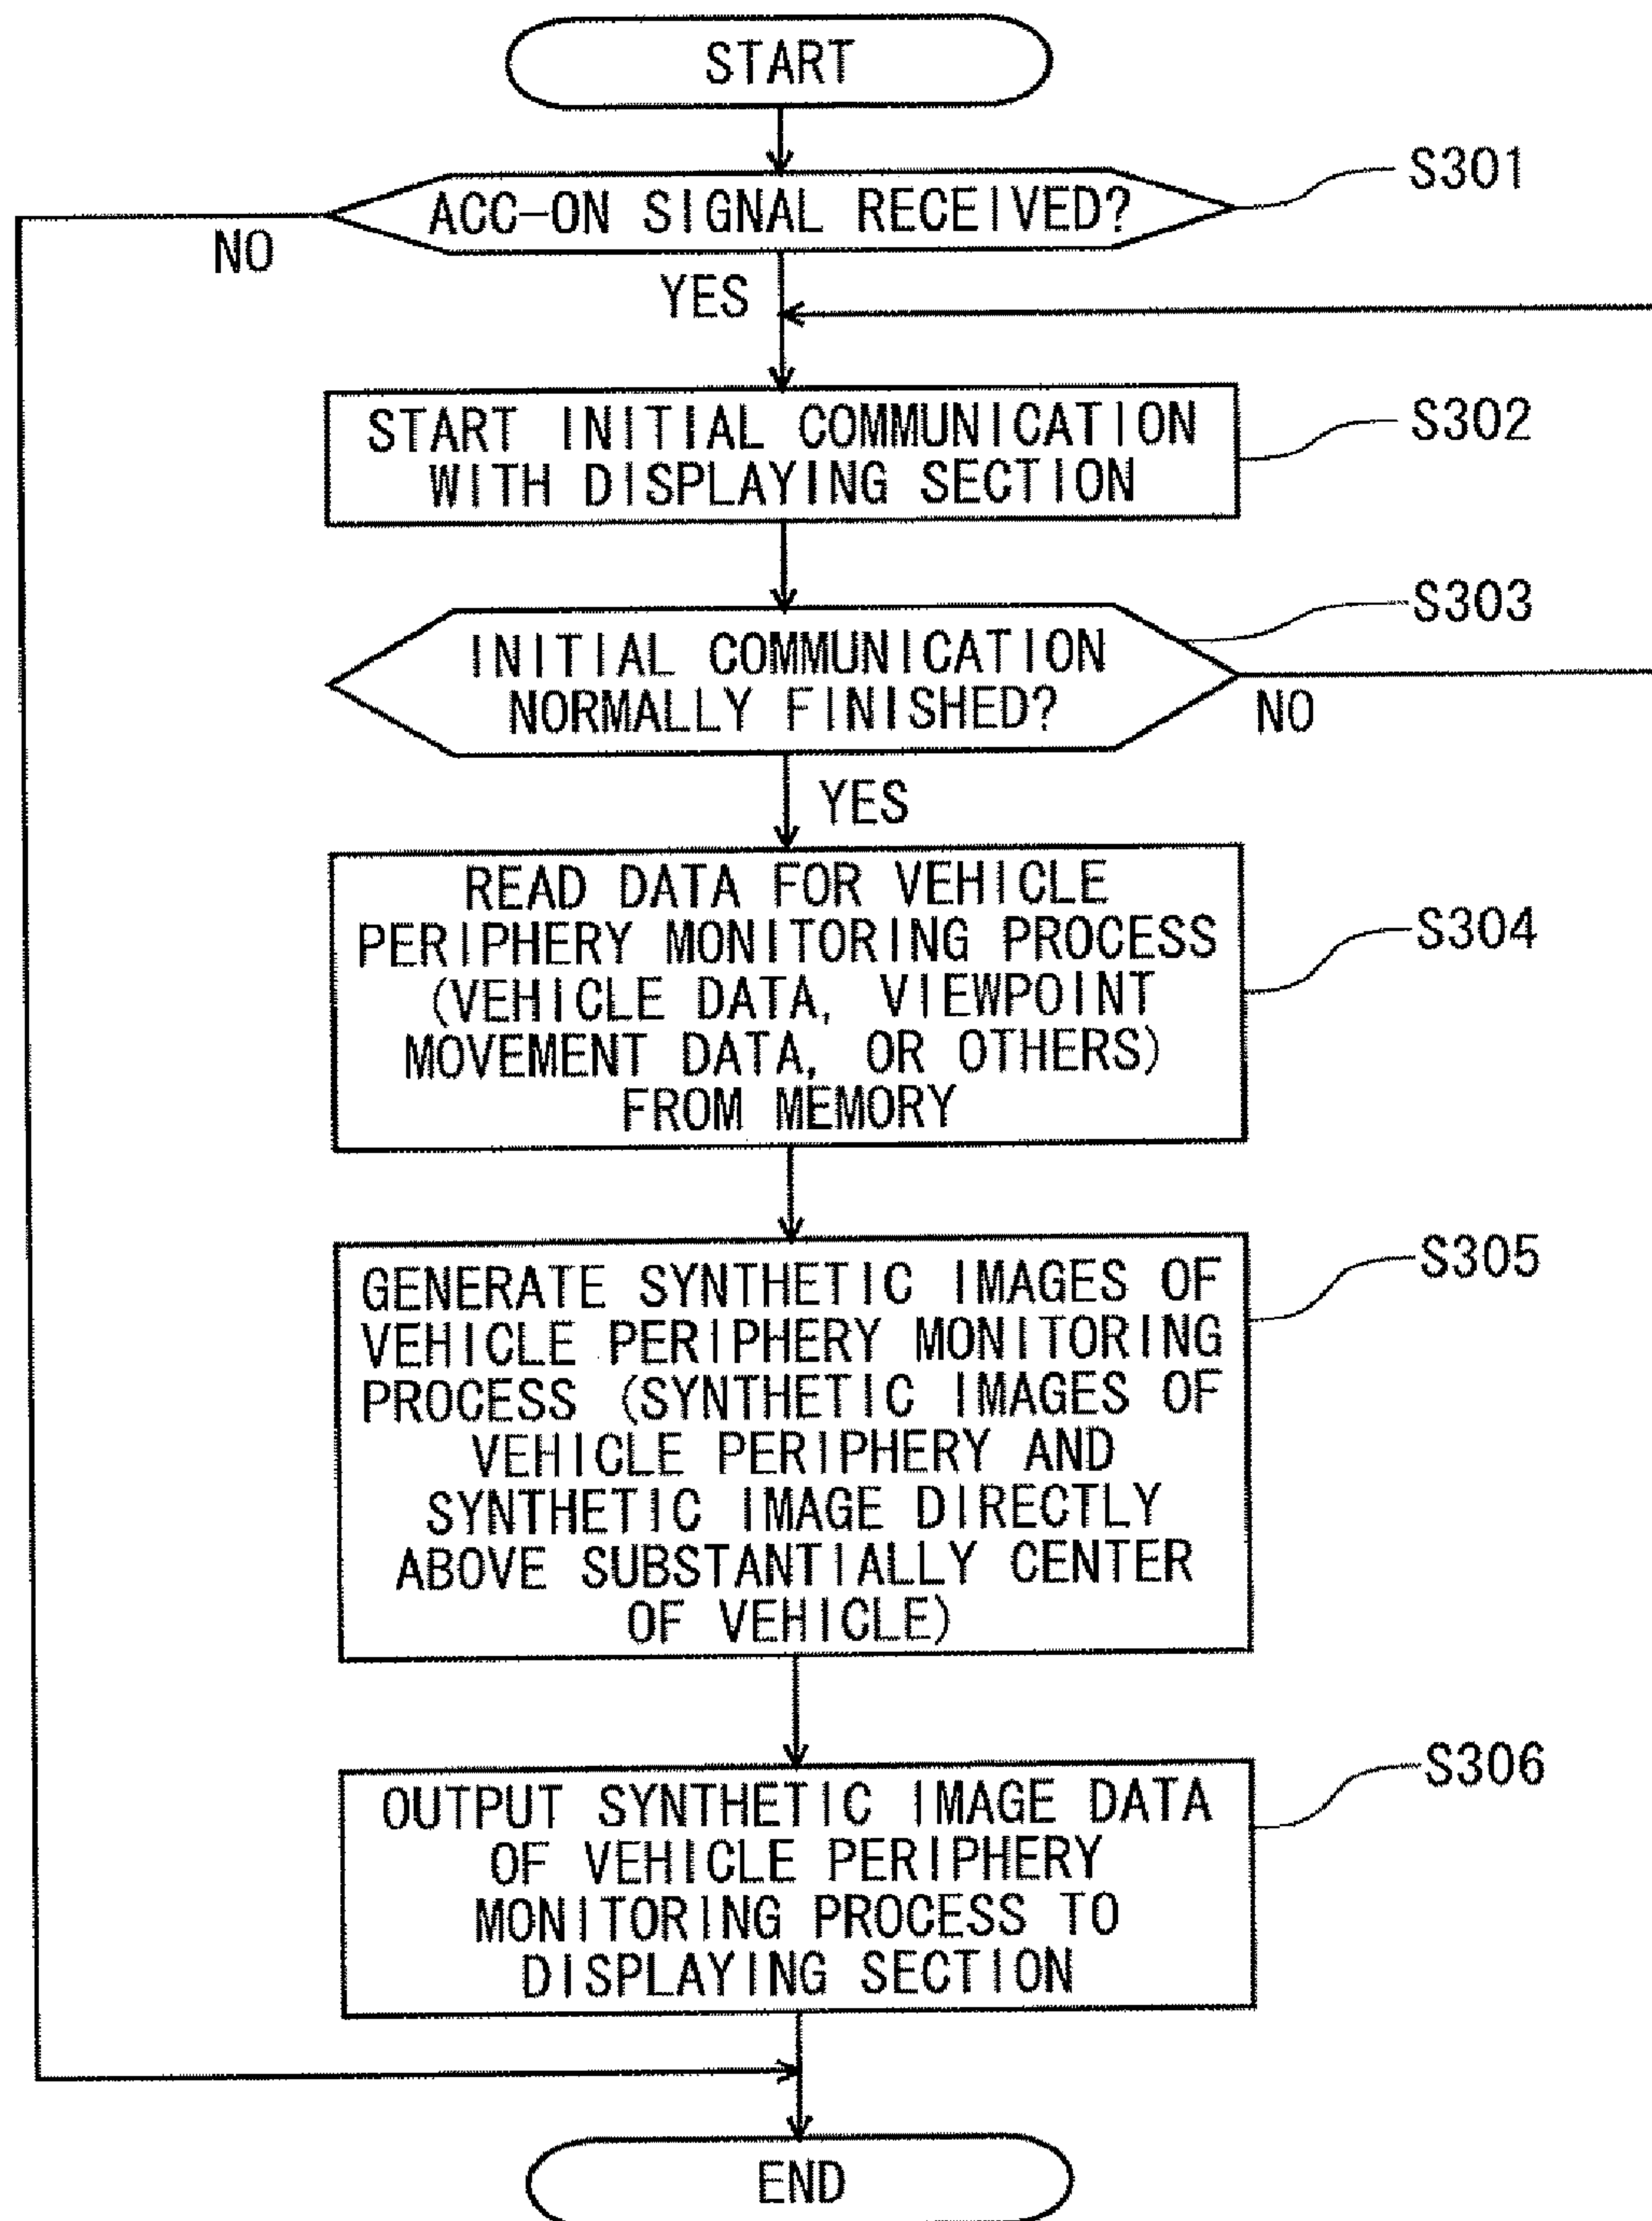 START
ACC-ON SIGNAL RECEIVED?
S301
NO
YES
START INITIAL COMMUNICATION
WITH DISPLAYING SECTION
S302
INITIAL COMMUNICATION
NORMALLY FINISHED?
S303
NO
YES
READ DATA FOR VEHICLE
PERIPHERY MONITORING PROCESS
(VEHICLE DATA, VIEWPOINT
MOVEMENT DATA, OR OTHERS)
FROM MEMORY
S304
GENERATE SYNTHETIC IMAGES OF
VEHICLE PERIPHERY MONITORING
PROCESS (SYNTHETIC IMAGES OF
VEHICLE PERIPHERY AND
SYNTHETIC IMAGE DIRECTLY
ABOVE SUBSTANTIALLY CENTER
OF VEHICLE)
S305
OUTPUT SYNTHETIC IMAGE DATA
OF VEHICLE PERIPHERY
MONITORING PROCESS TO
DISPLAYING SECTION
S306
END